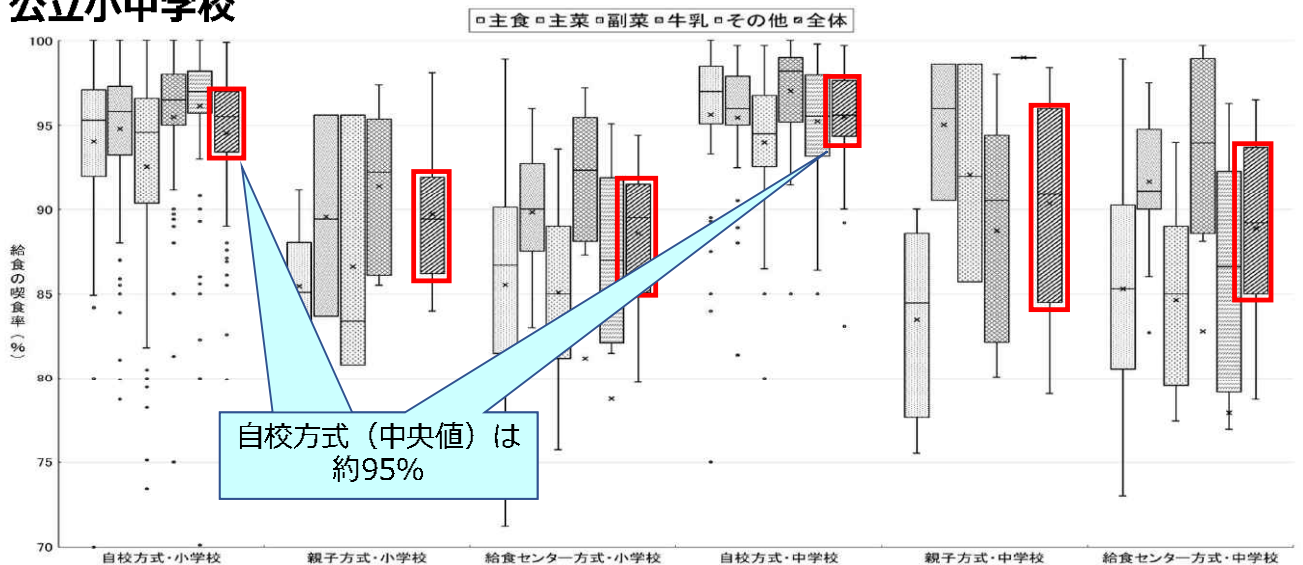 公立小中学校
主食 主菜 副菜 牛乳 その他 全体
100
95
90
85
80
75
70
給食の喫食率(%)
自校方式(中央値)は
約95%
自校方式・小学校 親子方式・小学校 給食センター方式・小学校 自校方式・中学校 親子方式・中学校 給食センター方式・中学校